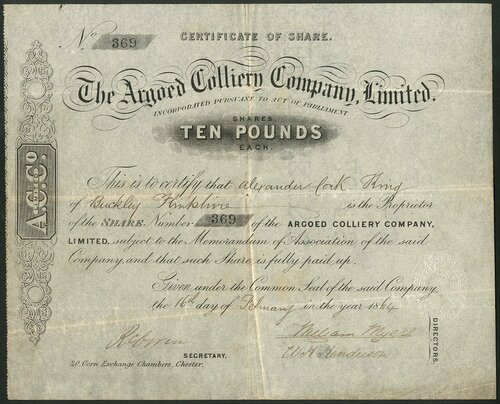 CERTIFICATE OF SHARE.
No 369
The Argoed Colliery Company, Limited.
INCORPORATED PURSUANT TO ACT OF PARLIAMENT
SHARES
TEN POUNDS
EACH.
A.C.Co.
This is to certify that Alexander Cock King
of Buckley Flintshire is the Proprietor
of the SHARE Number 369 of the ARGOED COLLIERY COMPANY,
LIMITED, subject to the Memorandum of Association of the said
Company, and that such Share is fully paid up.
Given under the Common Seal of the said Company,
the 16th day of February in the year 1864
William
SECRETARY.
W H Henderson
DIRECTORS.
20 Corn Exchange Chambers, Chester.